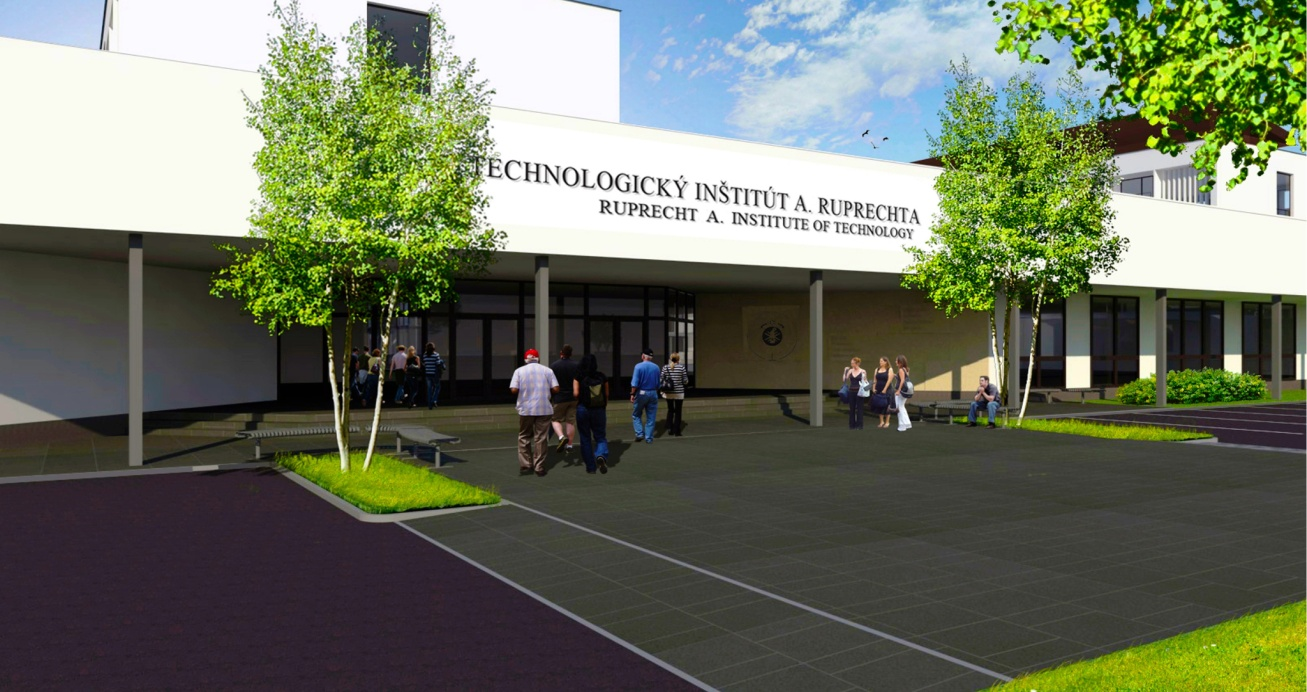 TECHNOLOGICKÝ INŠTITÚT A. RUPRECHTA
RUPRECHT A. INSTITUTE OF TECHNOLOGY